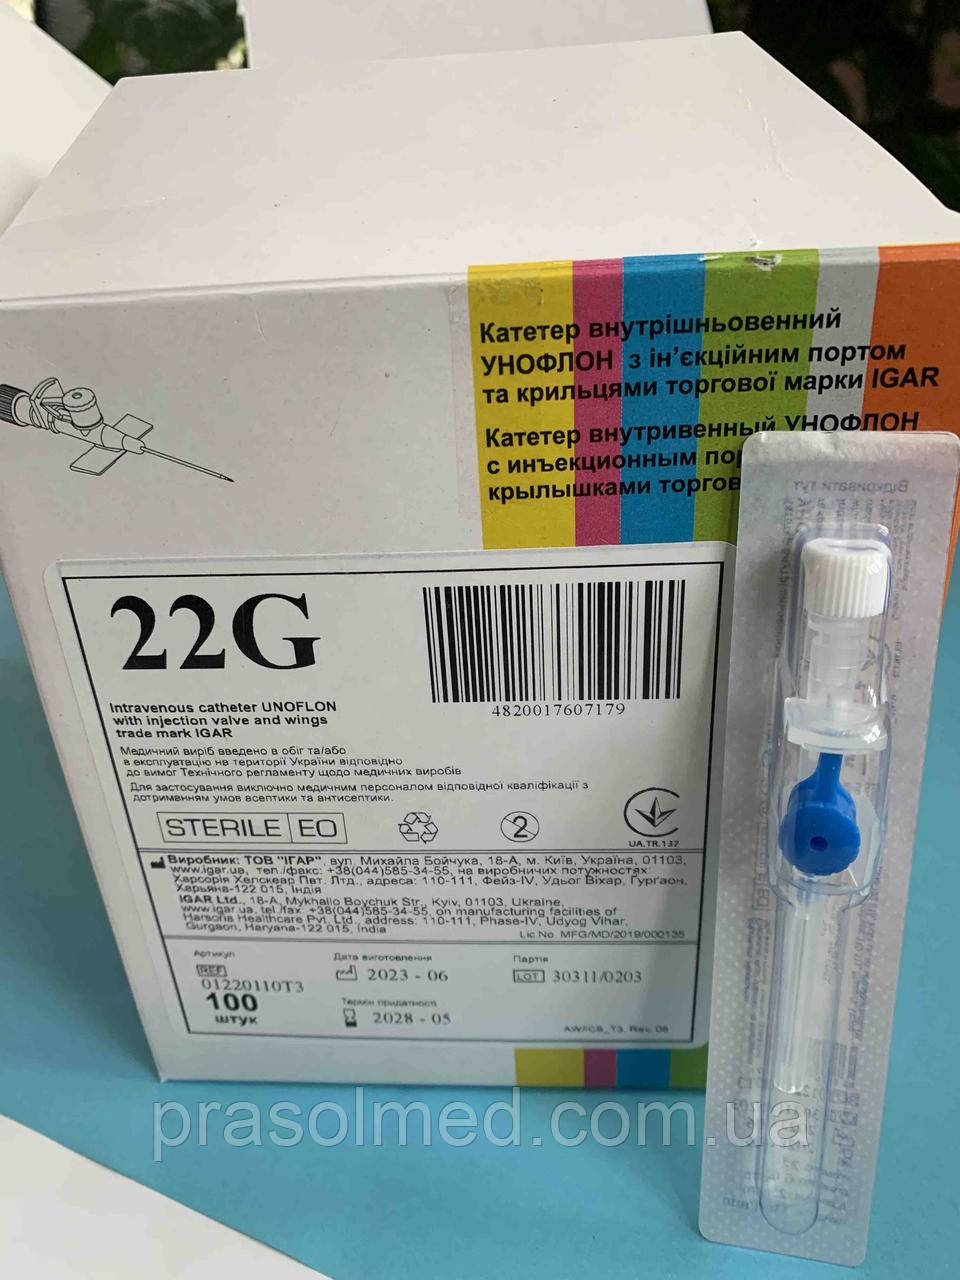 Катетер внутрішньовенний
УНОФЛОН з ін'єкційним портом
та крильцями торгової марки IGAR
Катетер внутривенный УНОФЛОН
с инъекционным
крылышками
Відкривати тут
22G
4820017607179
Intravenous catheter UNOFLON
with injection valve and wings
trade mark IGAR
Медичний виріб введено в обіг та/або
в експлуатацію на території України відповідно
до вимог Технічного регламенту щодо медичних виробів
Для застосування виключно медичним персоналом відповідної кваліфікації з
дотриманням умов асептики та антисептики.
STERILE EO
2
UA.TR.137
Виробник: ТОВ "ІГАР", вул. Михайла Бойчука, 18-А, м. Київ, Україна, 01103,
www.igar.ua, тел./факс: +38(044)585-34-55, на виробничих потужностях:
Харсорія Хелскеар Пвт. Лтд., адреса: 110-111, Фейз-IV, Удьог Віхар, Гургаон,
Харьяна-122 015, Індія
IGAR Ltd., 18-A, Mykhailo Boychuk Str., Kyiv, 01103, Ukraine,
www.igar.ua, tel./fax: +38(044)585-34-55, on manufacturing facilities of
Harsoria Healthcare Pvt. Ltd., address: 110-111, Phase-IV, Udyog Vihar,
Gurgaon, Haryana-122 015, India
Lic No. MFG/MD/2019/000135
Артикул
REF
01220110T3
100
штук
Дата виготовлення
2023 - 06
Термін придатності
2028 - 05
Партія
LOT 30311/0203
AW/ICB_T3. Rev. 06
prasolmed.com.ua